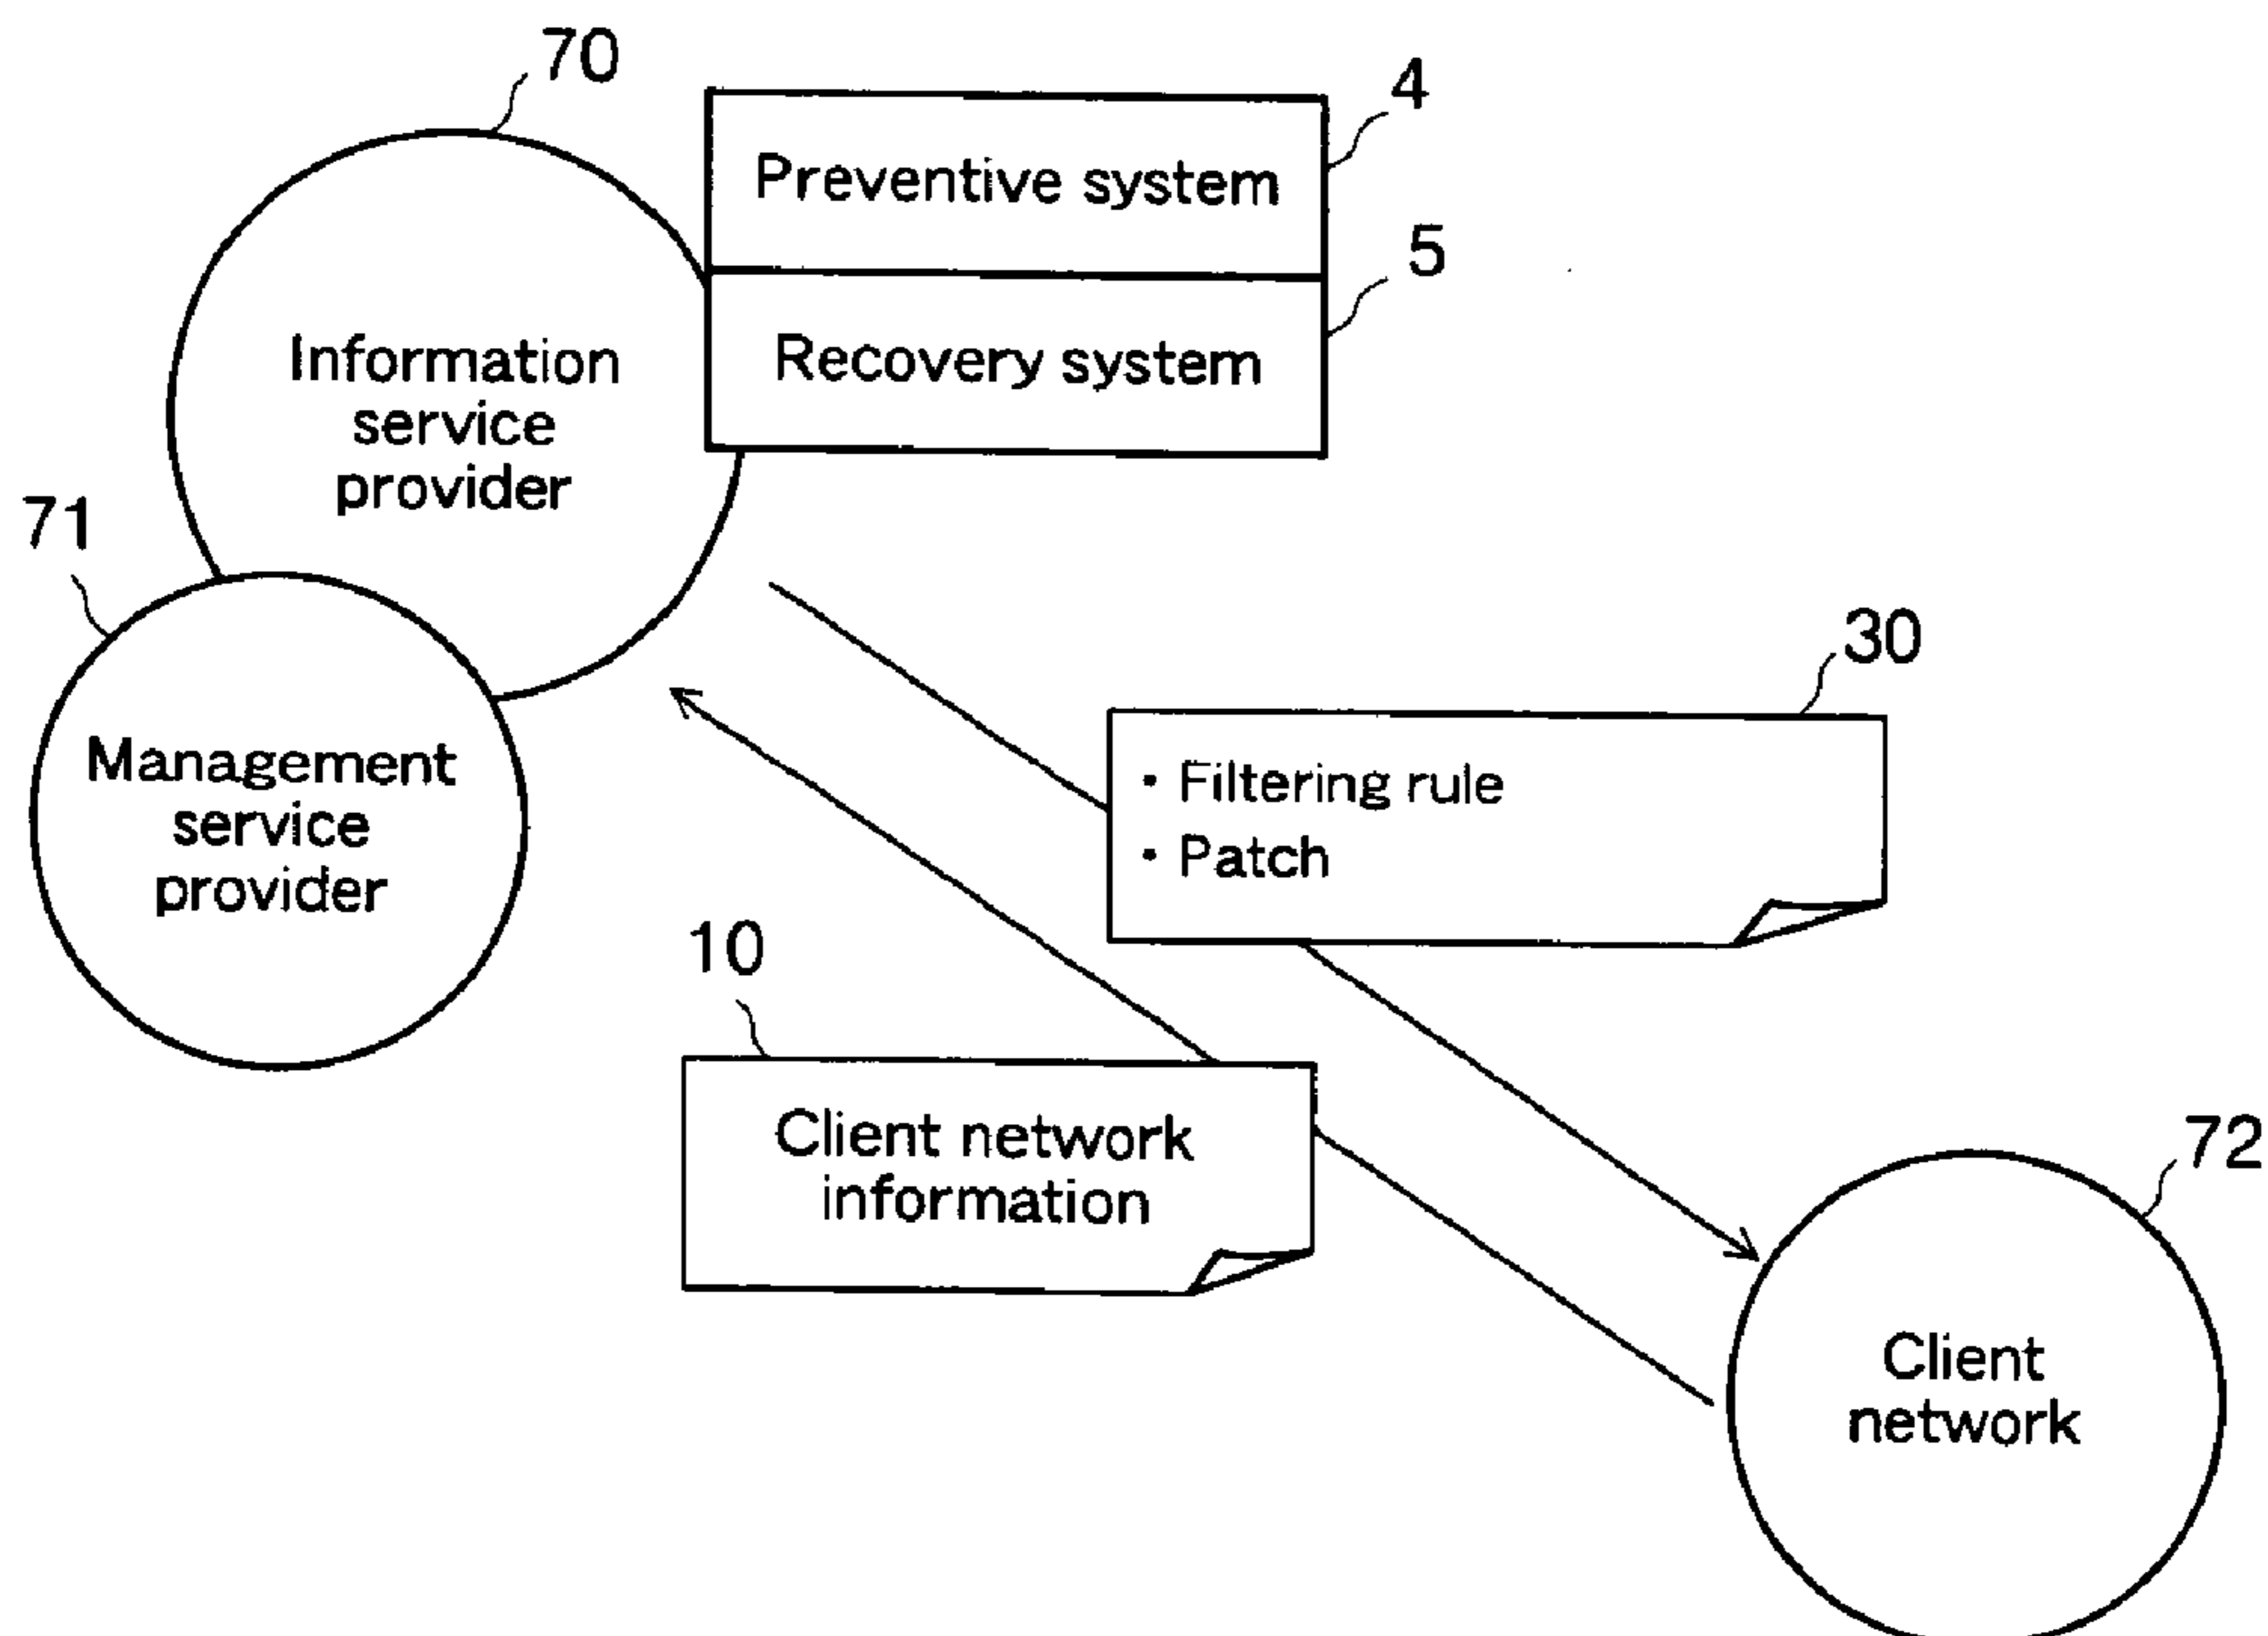 70
4
Preventive system
5
Recovery system
Information
service
provider
71
Management
service
provider
30
• Filtering rule
• Patch
10
Client network
information
72
Client
network